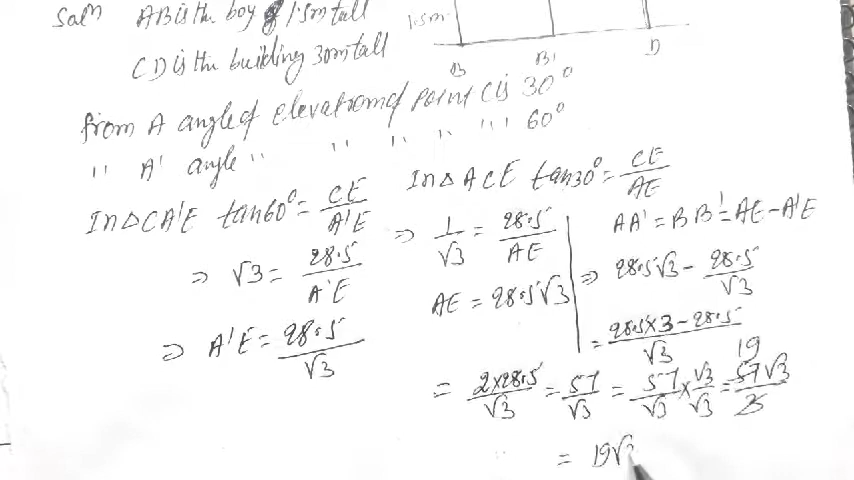 Soln AB is the boy of 1.5m tall
CD is the building 30m tall
1.5m
B B' D
from A angle of elevation of point C is 30°
" A' angle " " " " " " 60°
In △CA'E tan60° = CE/A'E
⇒ √3 = 28.5/A'E
⇒ A'E = 28.5/√3
In △ACE tan30° = CE/AE
⇒ 1/√3 = 28.5/AE
AE = 28.5√3
AA' = BB' = AE - A'E
⇒ 28.5√3 - 28.5/√3
= 28.5×3 - 28.5/√3
= 2×28.5/√3 = 57/√3 = 57/√3 × √3/√3 = 19 57√3/3
= 19√3